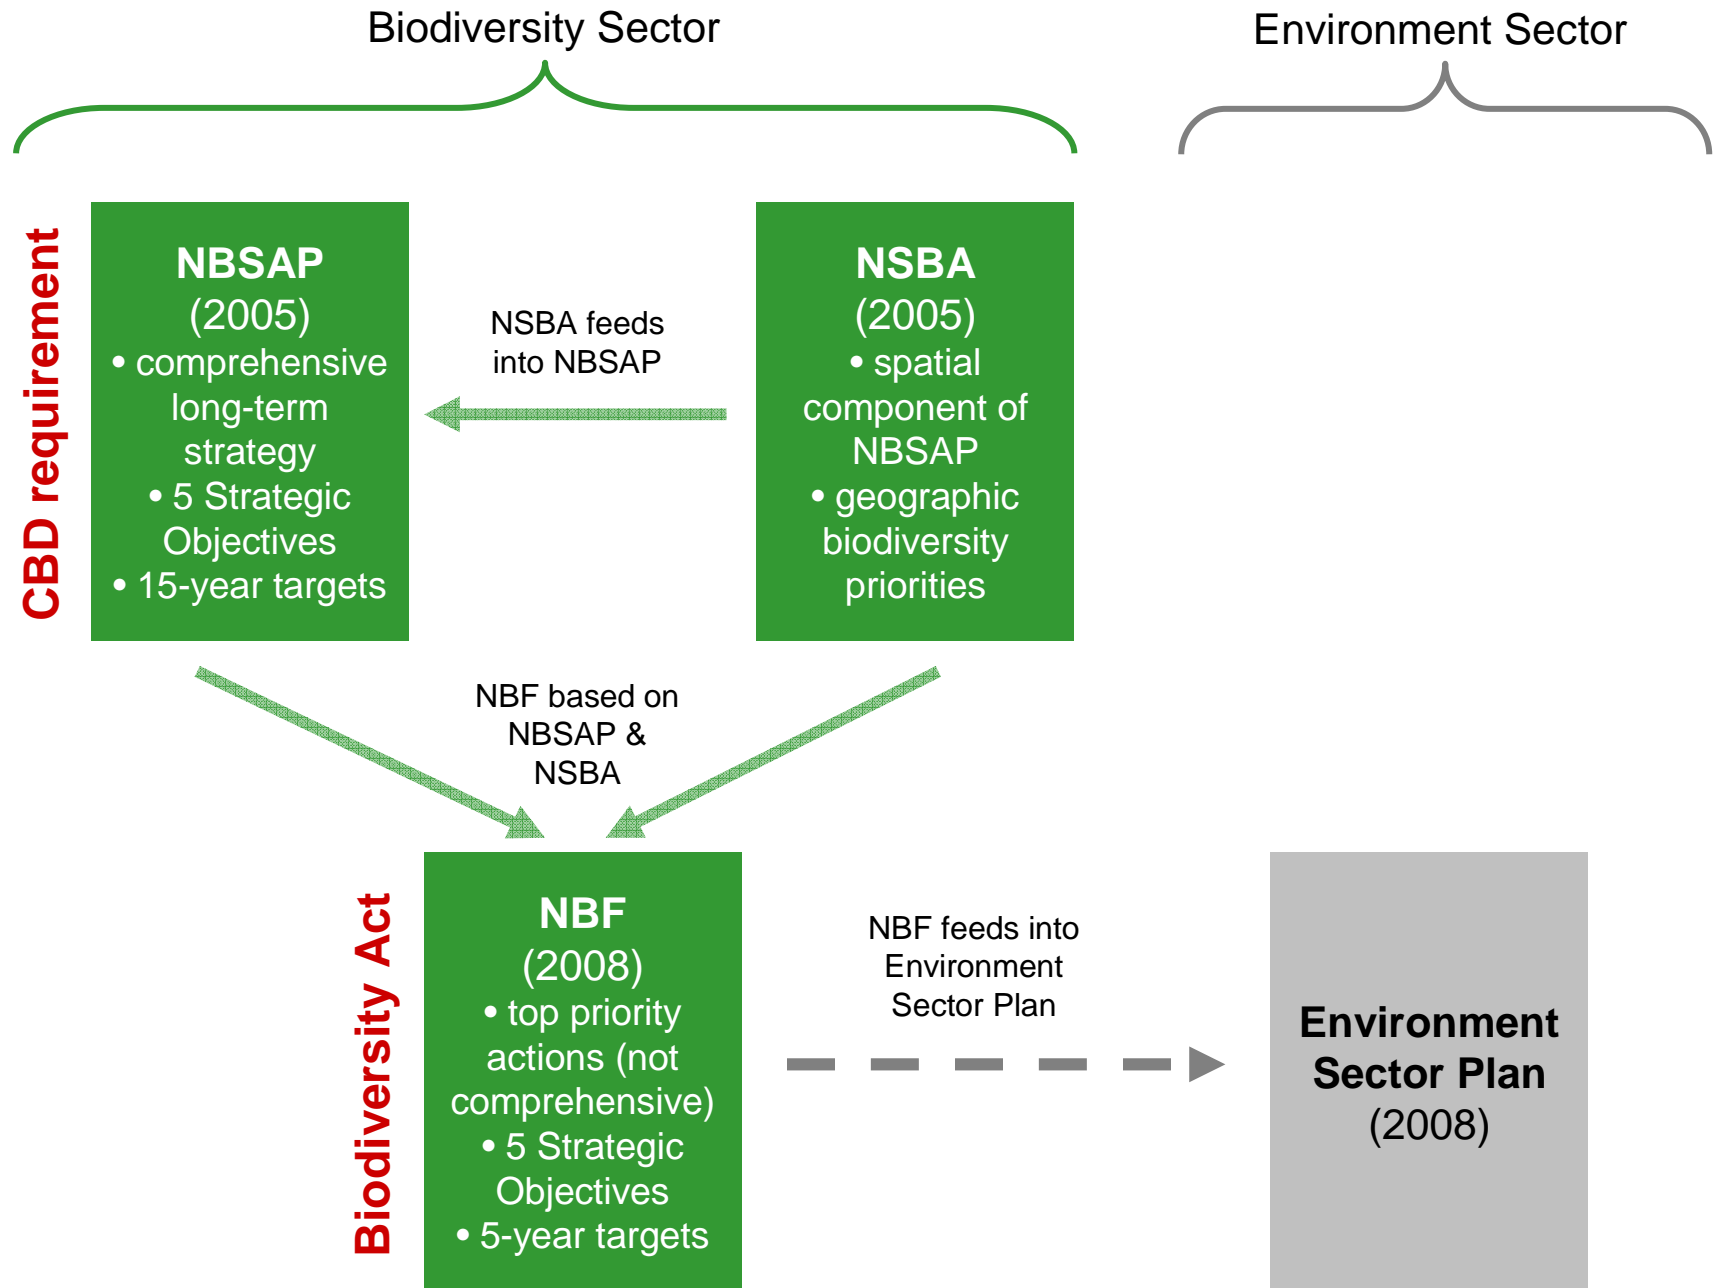 Biodiversity Sector
Environment Sector
CBD requirement
NBSAP
(2005)
• comprehensive
long-term
strategy
• 5 Strategic
Objectives
• 15-year targets
NSBA feeds
into NBSAP
NSBA
(2005)
• spatial
component of
NBSAP
• geographic
biodiversity
priorities
NBF based on
NBSAP &
NSBA
Biodiversity Act
NBF
(2008)
• top priority
actions (not
comprehensive)
• 5 Strategic
Objectives
• 5-year targets
NBF feeds into
Environment
Sector Plan
Environment
Sector Plan
(2008)